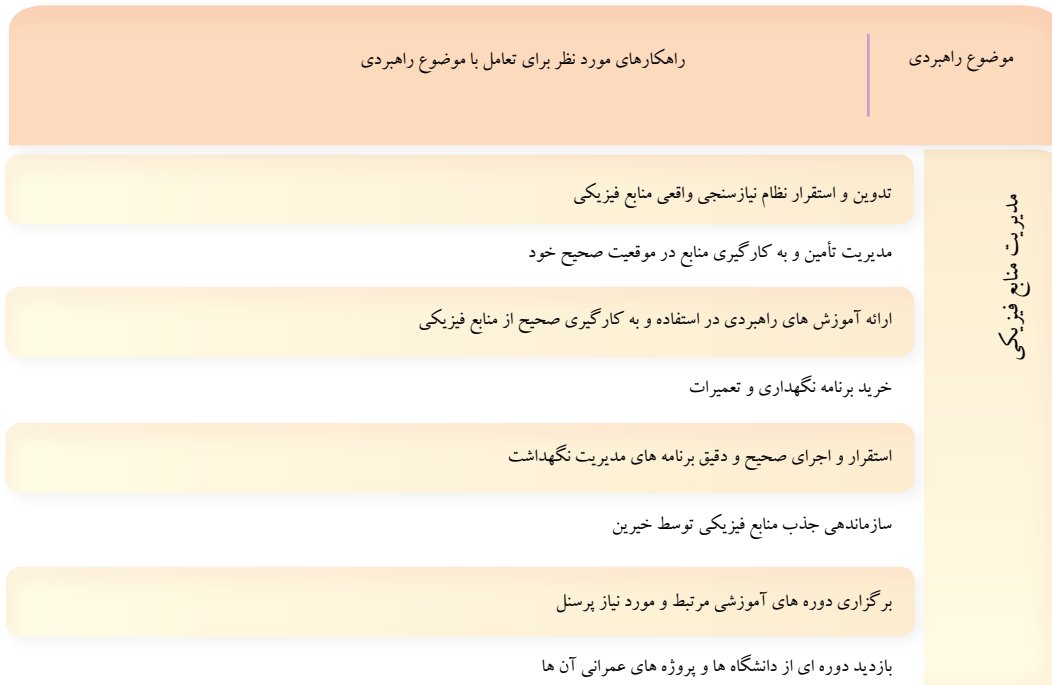 موضوع راهبردی
راهکارهای مورد نظر برای تعامل با موضوع راهبردی
مدیریت منابع فیزیکی
تدوین و استقرار نظام نیازسنجی واقعی منابع فیزیکی
مدیریت تأمین و به کارگیری منابع در موقعیت صحیح خود
ارائه آموزش های راهبردی در استفاده و به کارگیری صحیح از منابع فیزیکی
خرید برنامه نگهداری و تعمیرات
استقرار و اجرای صحیح و دقیق برنامه های مدیریت نگهداشت
سازماندهی جذب منابع فیزیکی توسط خیرین
برگزاری دوره های آموزشی مرتبط و مورد نیاز پرسنل
بازدید دوره ای از دانشگاه ها و پروژه های عمرانی آن ها